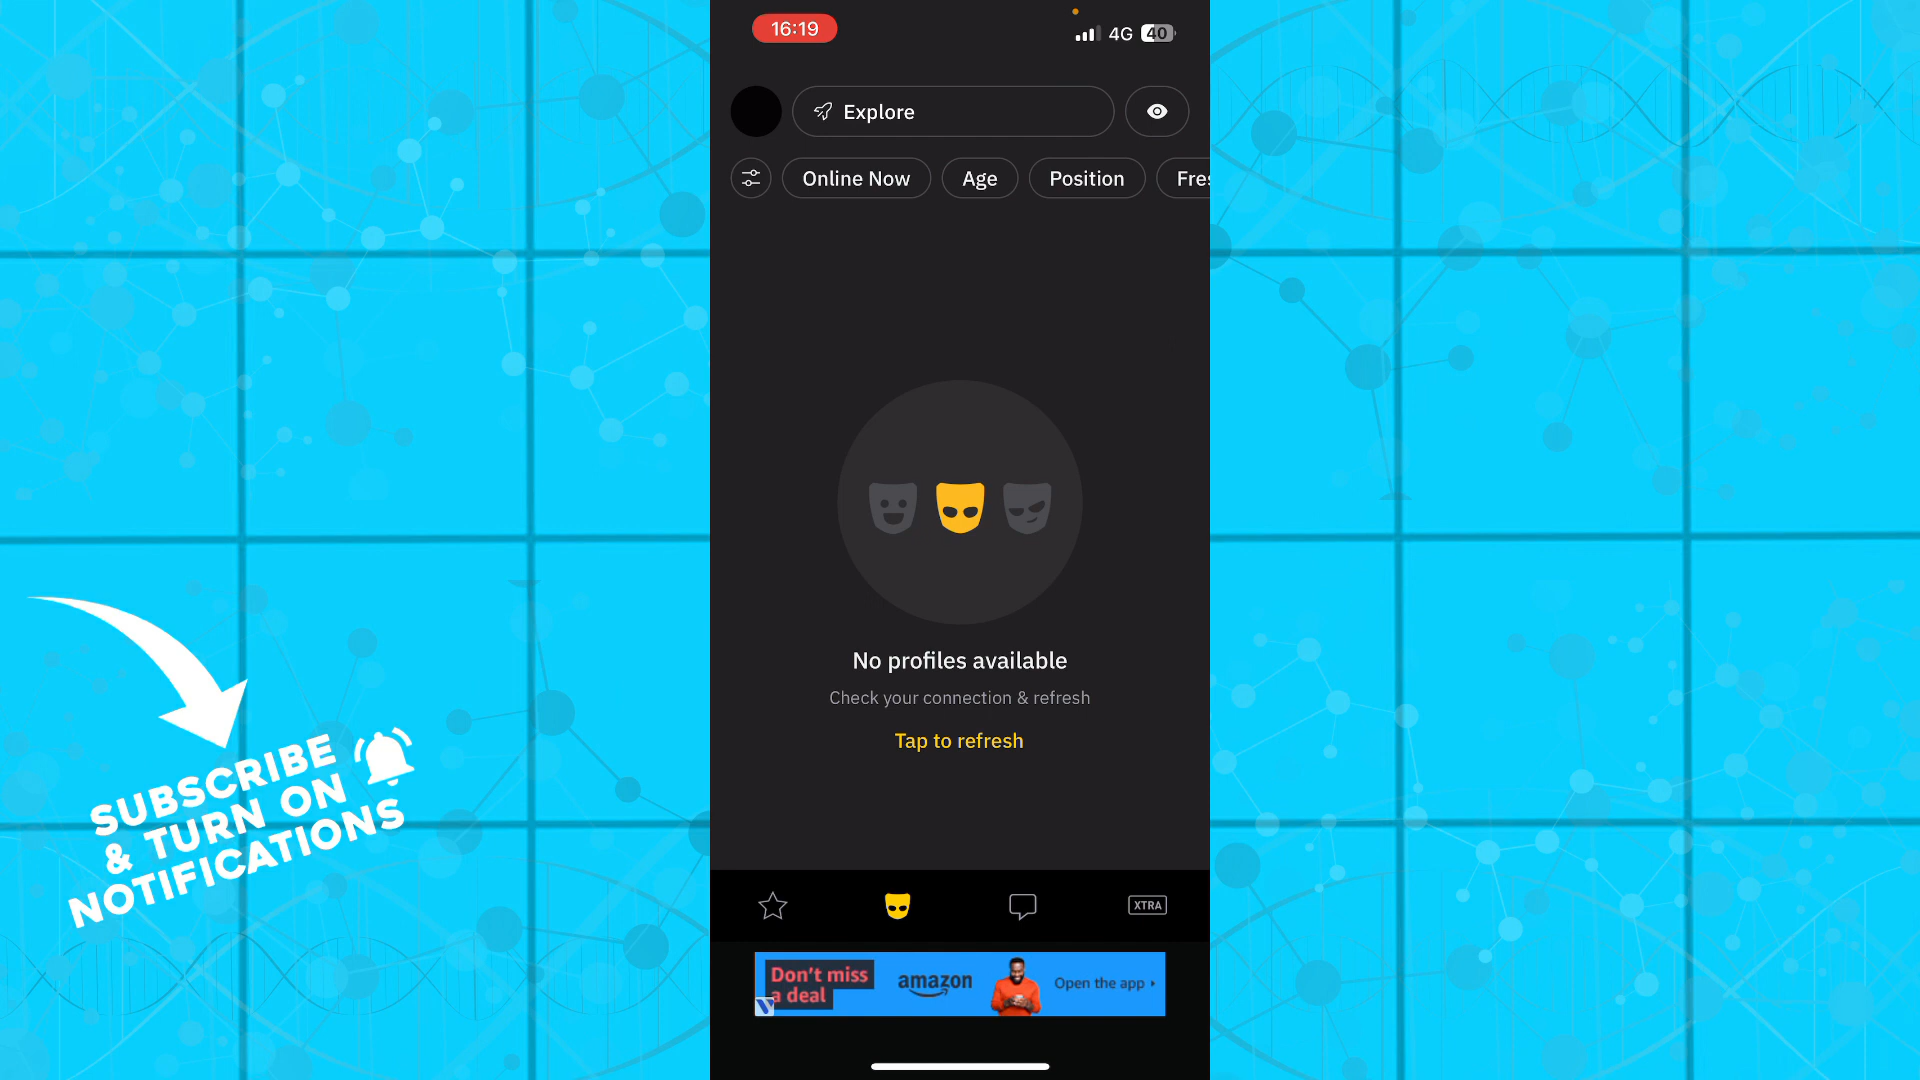 16:19
4G 40
Explore
Online Now
Age
Position
Fres
No profiles available
Check your connection & refresh
Tap to refresh
SUBSCRIBE
& TURN ON
NOTIFICATIONS
XTRA
Don't miss
a deal
amazon
Open the app